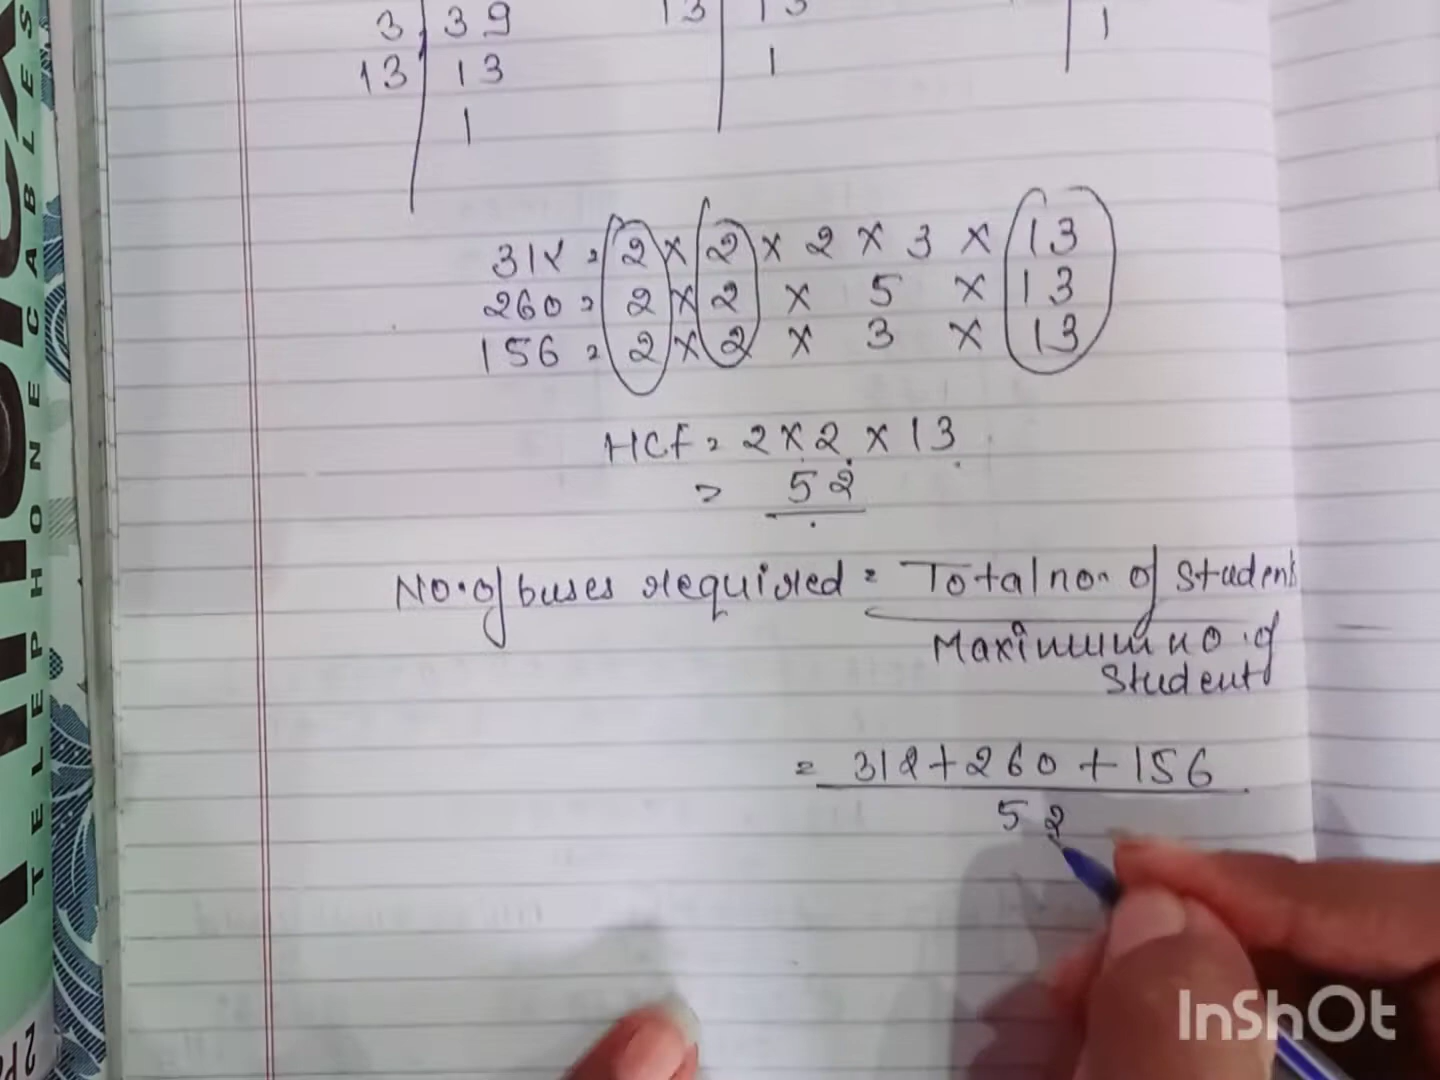 3 39 13 13 1
13 13 1
1
312 = 2 × 2 × 2 × 3 × 13
260 = 2 × 2 × 5 × 13
156 = 2 × 2 × 3 × 13
HCF = 2 × 2 × 13
= 52
No. of buses required = Total no. of Students
Maximum no. of
Student
= 312 + 260 + 156
52
TELEPHONE CABLES
InShOt